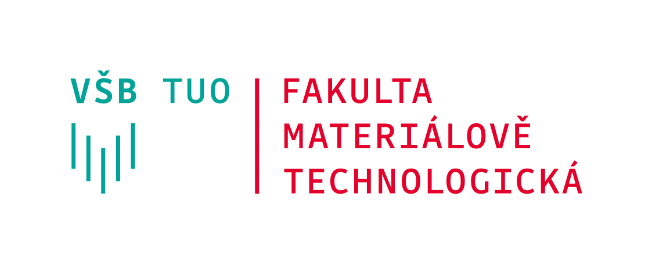 VŠB TUO
FAKULTA
MATERIÁLOVĚ
TECHNOLOGICKÁ